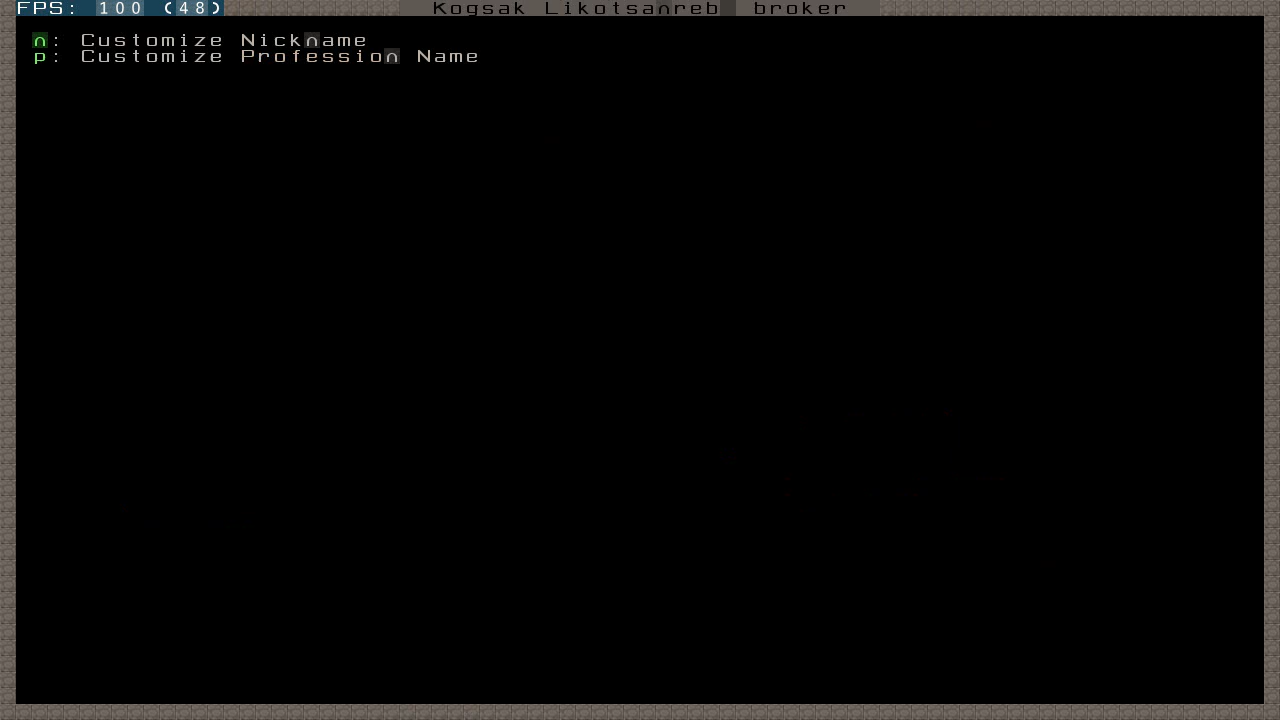 FPS: 100 (48) Kogsak Likotsanreb broker
n: Customize Nickname
p: Customize Profession Name